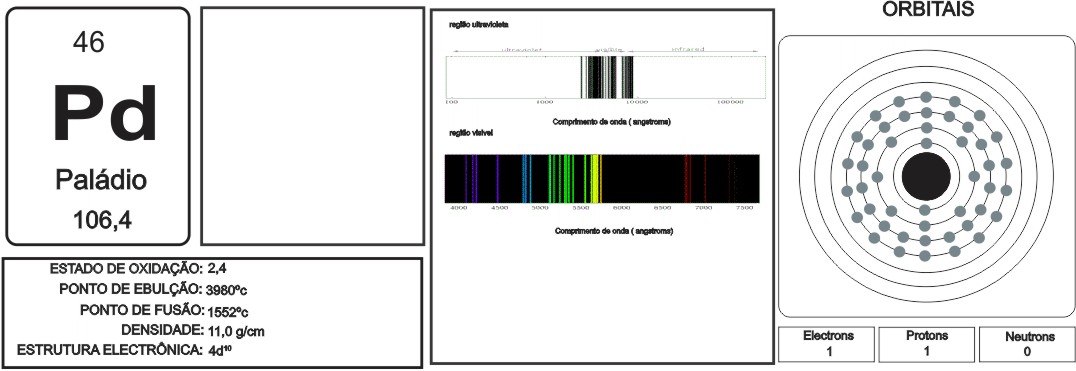 46
Pd
Paládio
106,4
ESTADO DE OXIDAÇÃO: 2,4
PONTO DE EBULÇÃO: 3980ºc
PONTO DE FUSÃO: 1552ºc
DENSIDADE: 11,0 g/cm
ESTRUTURA ELECTRÔNICA: 4d¹⁰
região ultravioleta
ultraviolet
infrared
100
1000
10000
100000
Comprimento de onda ( angstroms)
região visível
4000 4500 5000 5500 6000 6500 7000 7500
Comprimento de onda ( angstroms)
ORBITAIS
Electrons
1
Protons
1
Neutrons
0